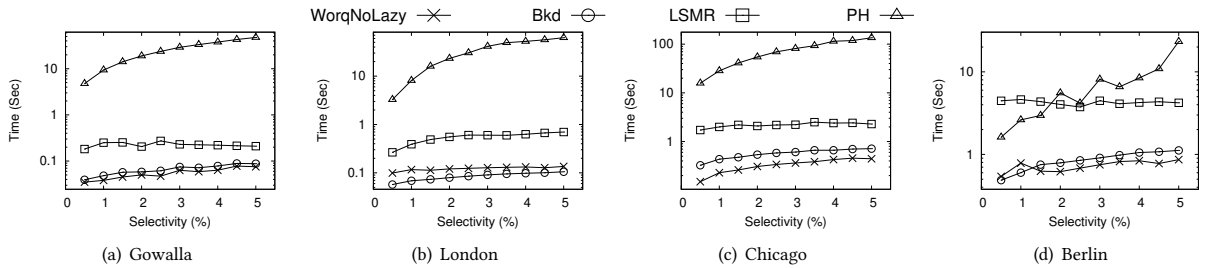 WorqNoLazy Bkd LSMR PH
Time (Sec)
10
1
0.1
0 1 2 3 4 5
Selectivity (%)
(a) Gowalla
Time (Sec)
10
1
0.1
0 1 2 3 4 5
Selectivity (%)
(b) London
Time (Sec)
100
10
1
0 1 2 3 4 5
Selectivity (%)
(c) Chicago
Time (Sec)
10
1
0 1 2 3 4 5
Selectivity (%)
(d) Berlin